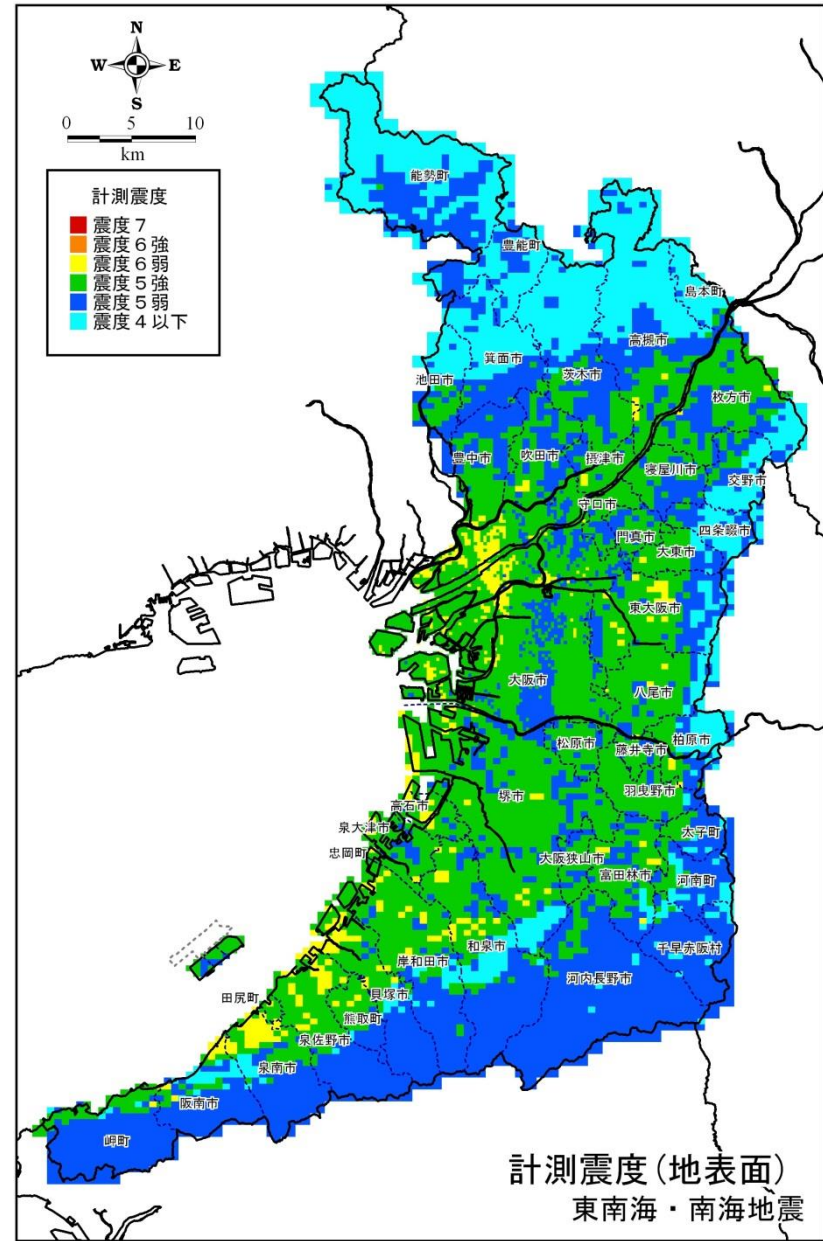 N
W E
S
0 5 10
km
計測震度
震度７
震度６強
震度６弱
震度５強
震度５弱
震度４以下
能勢町
豊能町
島本町
高槻市
箕面市
茨木市
池田市
枚方市
豊中市
吹田市
摂津市
寝屋川市
交野市
守口市
四条畷市
門真市
大東市
東大阪市
大阪市
八尾市
柏原市
松原市
藤井寺市
羽曳野市
堺市
高石市
泉大津市
太子町
忠岡町
大阪狭山市
富田林市
河南町
和泉市
千早赤阪村
岸和田市
河内長野市
貝塚市
田尻町
熊取町
泉佐野市
泉南市
阪南市
岬町
計測震度(地表面)
東南海・南海地震